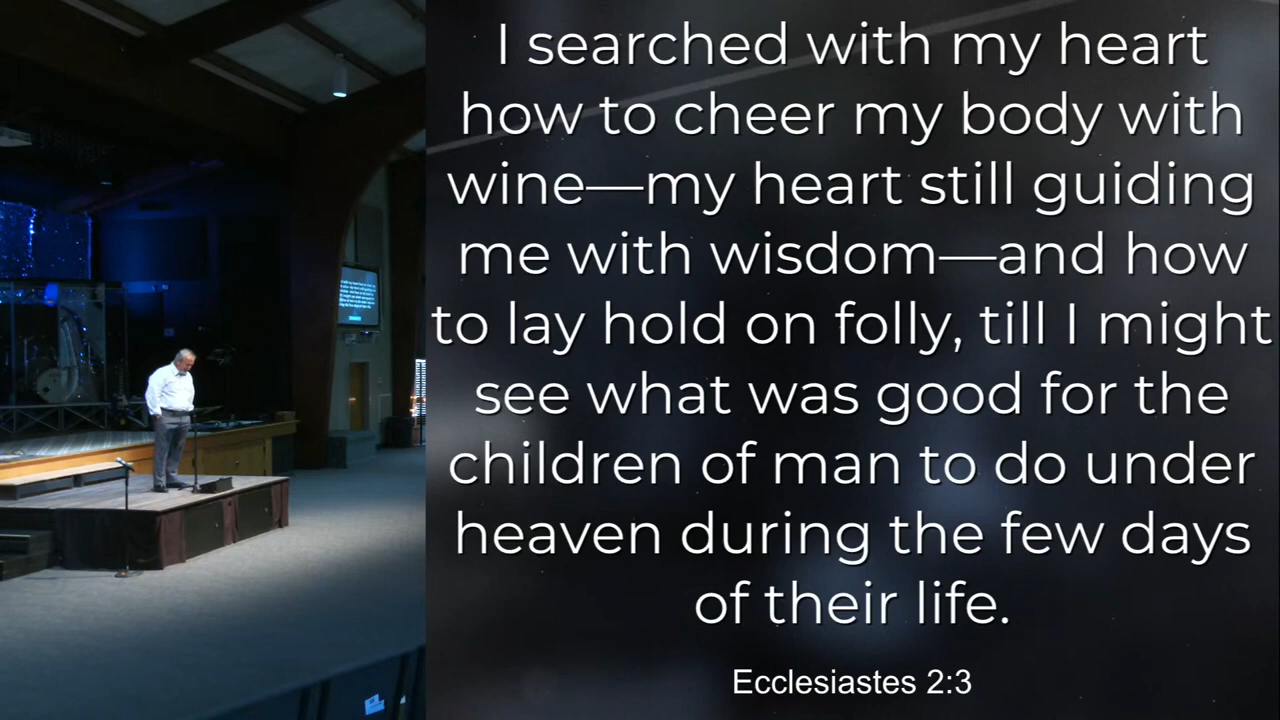 I searched with my heart
how to cheer my body with
wine—my heart still guiding
me with wisdom—and how
to lay hold on folly, till I might
see what was good for the
children of man to do under
heaven during the few days
of their life.
Ecclesiastes 2:3